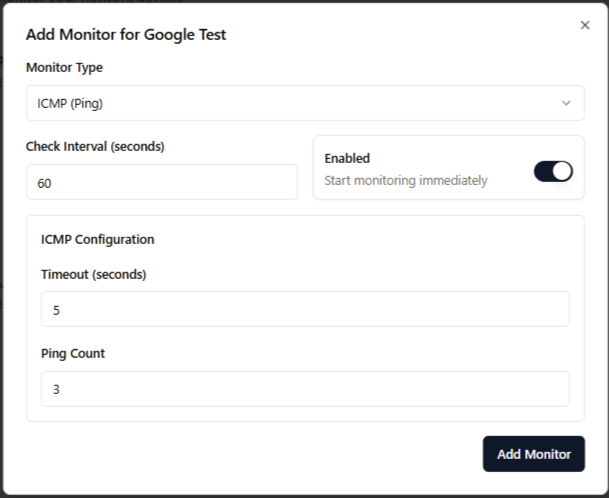 Add Monitor for Google Test
Monitor Type
ICMP (Ping)
Check Interval (seconds)
60
Enabled
Start monitoring immediately
ICMP Configuration
Timeout (seconds)
5
Ping Count
3
Add Monitor